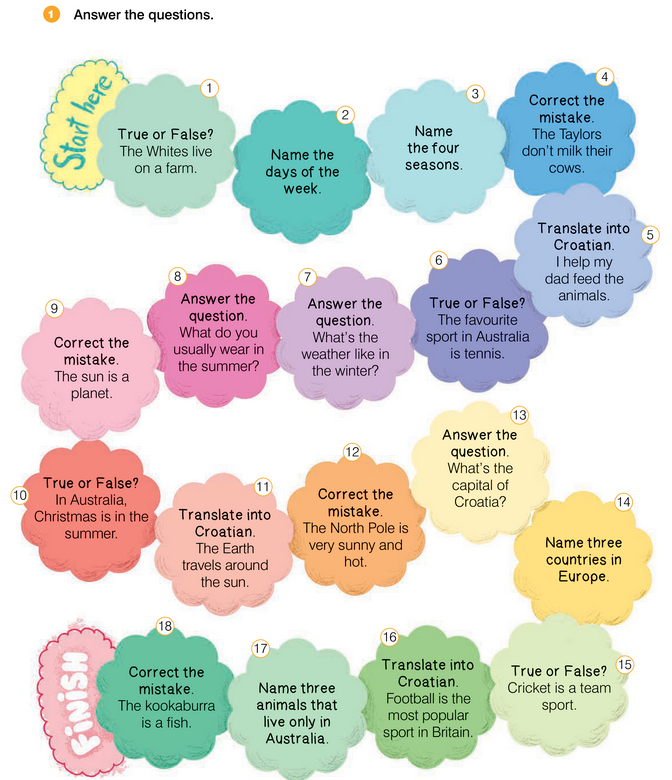 1 Answer the questions.
Start here
1
True or False?
The Whites live
on a farm.
2
Name the
days of the
week.
3
Name
the four
seasons.
4
Correct the
mistake.
The Taylors
don't milk their
cows.
5
Translate into
Croatian.
I help my
dad feed the
animals.
6
True or False?
The favourite
sport in Australia
is tennis.
7
Answer the
question.
What's the
weather like in
the winter?
8
Answer the
question.
What do you
usually wear in
the summer?
9
Correct the
mistake.
The sun is a
planet.
10
True or False?
In Australia,
Christmas is in the
summer.
11
Translate into
Croatian.
The Earth
travels around
the sun.
12
Correct the
mistake.
The North Pole is
very sunny and
hot.
13
Answer the
question.
What's the
capital of
Croatia?
14
Name three
countries in
Europe.
15
True or False?
Cricket is a team
sport.
16
Translate into
Croatian.
Football is the
most popular
sport in Britain.
17
Name three
animals that
live only in
Australia.
18
Correct the
mistake.
The kookaburra
is a fish.
FINISH